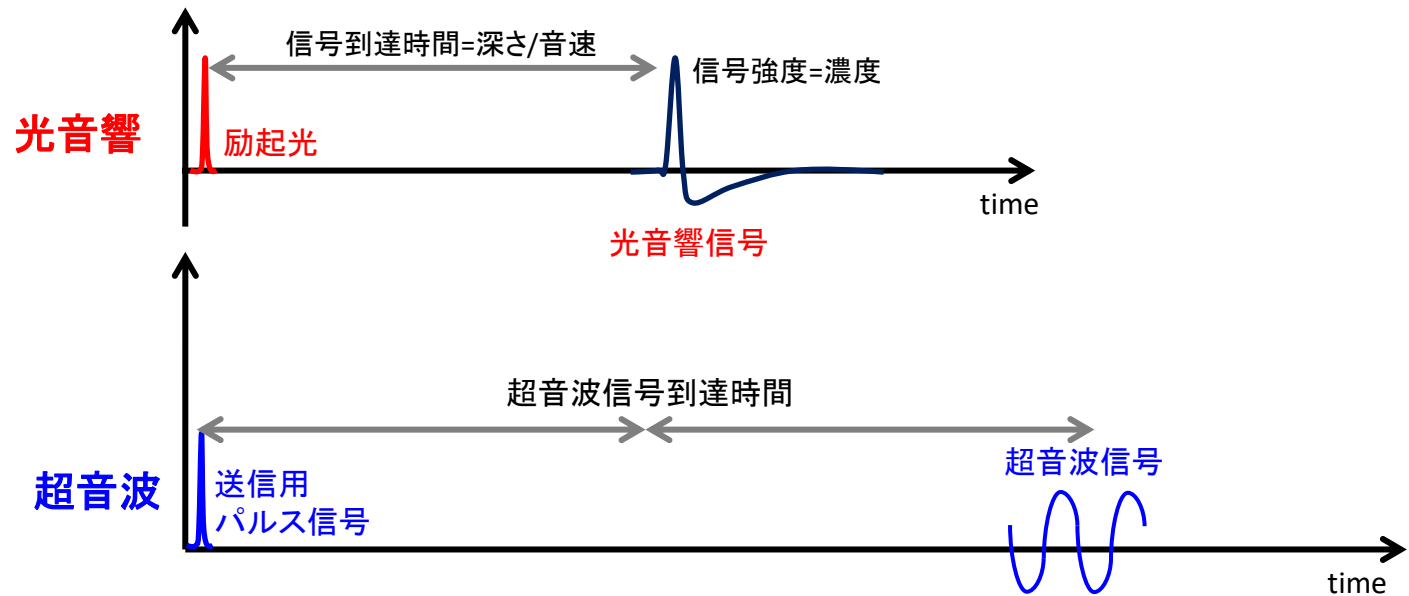 信号到達時間=深さ/音速
信号強度=濃度
光音響
励起光
time
光音響信号
超音波信号到達時間
超音波信号
超音波
送信用
パルス信号
time